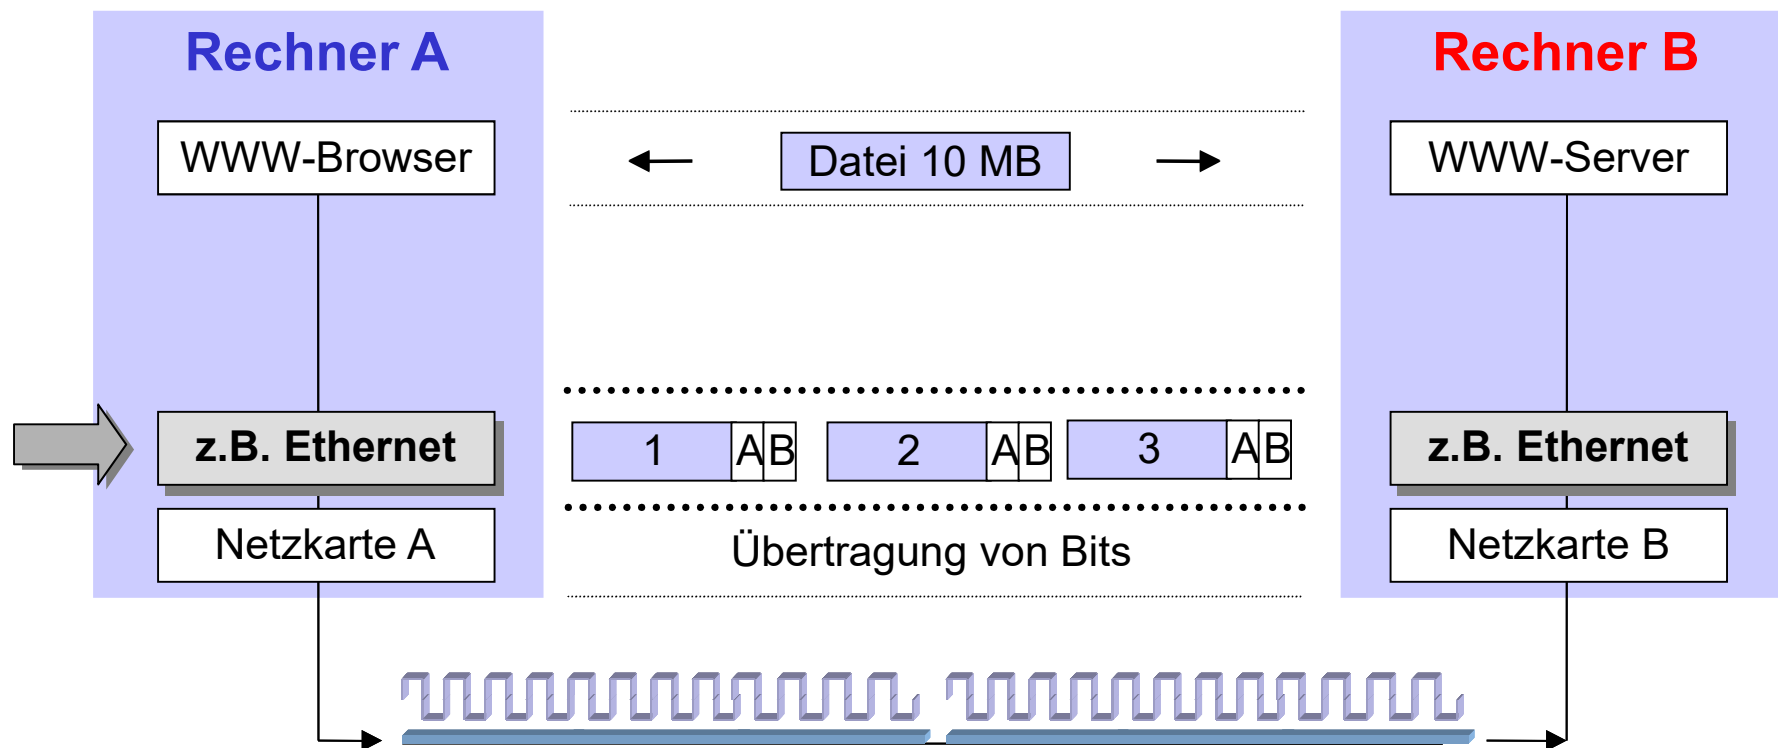 Rechner A
Rechner B
WWW-Browser
Datei 10 MB
WWW-Server
z.B. Ethernet
1 A B
2 A B
3 A B
z.B. Ethernet
Netzkarte A
Übertragung von Bits
Netzkarte B